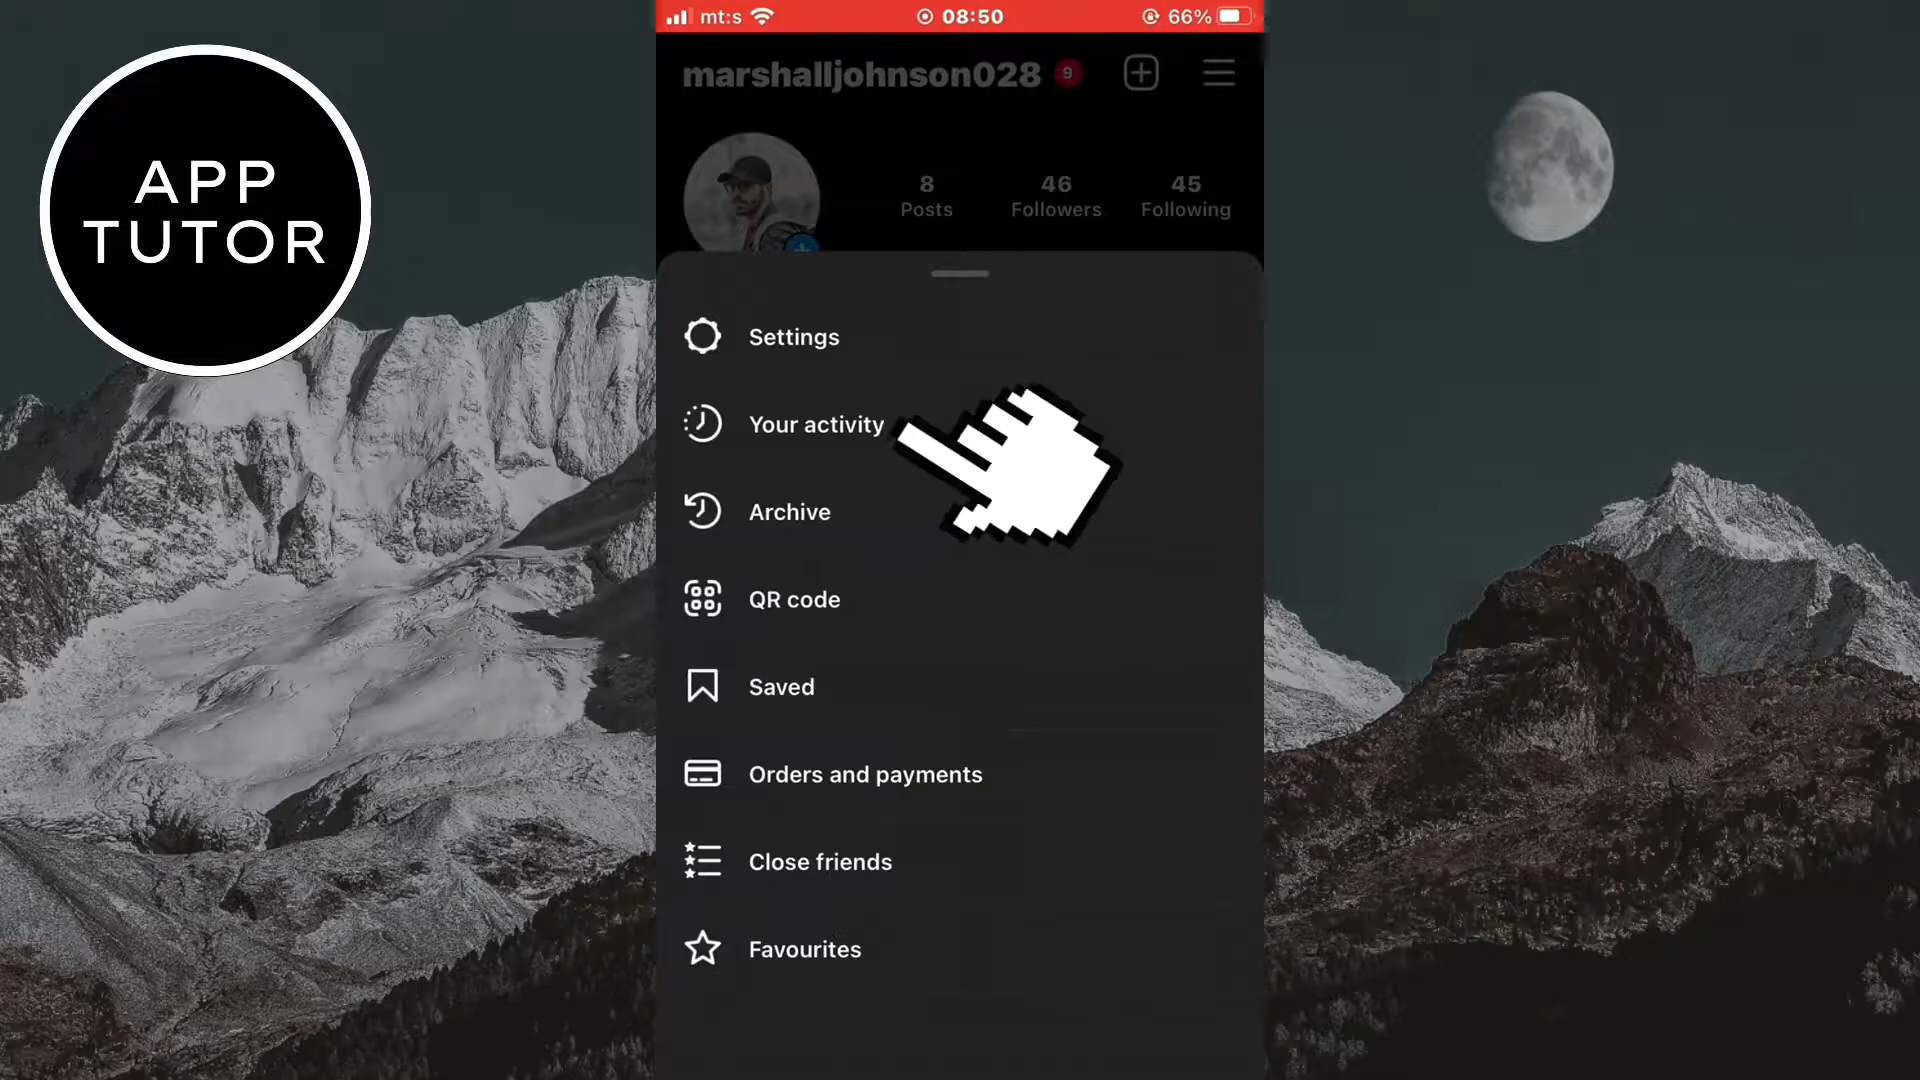 APP
TUTOR
mt:s 08:50 66%
marshalljohnson028 9
8 46 45
Posts Followers Following
Settings
Your activity
Archive
QR code
Saved
Orders and payments
Close friends
Favourites